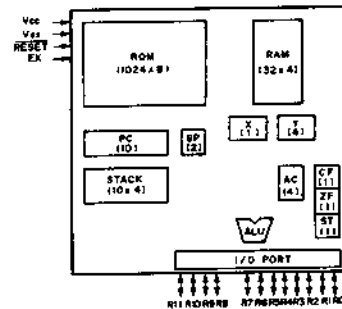 Vcc
Vss
RESET
EX
ROM
(1024 x 8)
RAM
(32 x 4)
X
(1)
Y
(4)
PC
(10)
SP
(2)
STACK
(10 x 4)
AC
(4)
CF
(1)
ZF
(1)
ST
(1)
ALU
I/O PORT
R11 R10 R9 R8 R7 R6 R5 R4 R3 R2 R1 R0